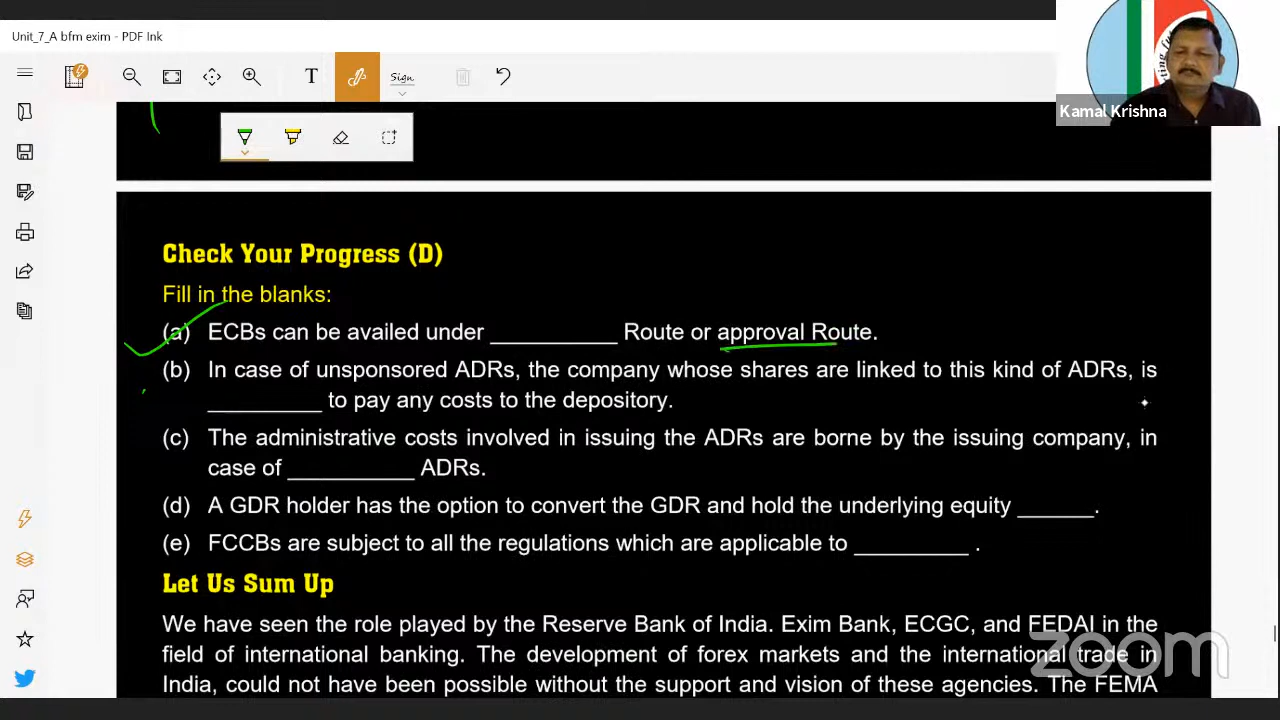 Unit_7_A bfm exim - PDF Ink
T
Sign
Kamal Krishna
Check Your Progress (D)
Fill in the blanks:
(a) ECBs can be availed under __________ Route or approval Route.
(b) In case of unsponsored ADRs, the company whose shares are linked to this kind of ADRs, is
_________ to pay any costs to the depository.
(c) The administrative costs involved in issuing the ADRs are borne by the issuing company, in
case of __________ ADRs.
(d) A GDR holder has the option to convert the GDR and hold the underlying equity ______.
(e) FCCBs are subject to all the regulations which are applicable to _________ .
Let Us Sum Up
We have seen the role played by the Reserve Bank of India. Exim Bank, ECGC, and FEDAI in the
field of international banking. The development of forex markets and the international trade in
India, could not have been possible without the support and vision of these agencies. The FEMA
zoom